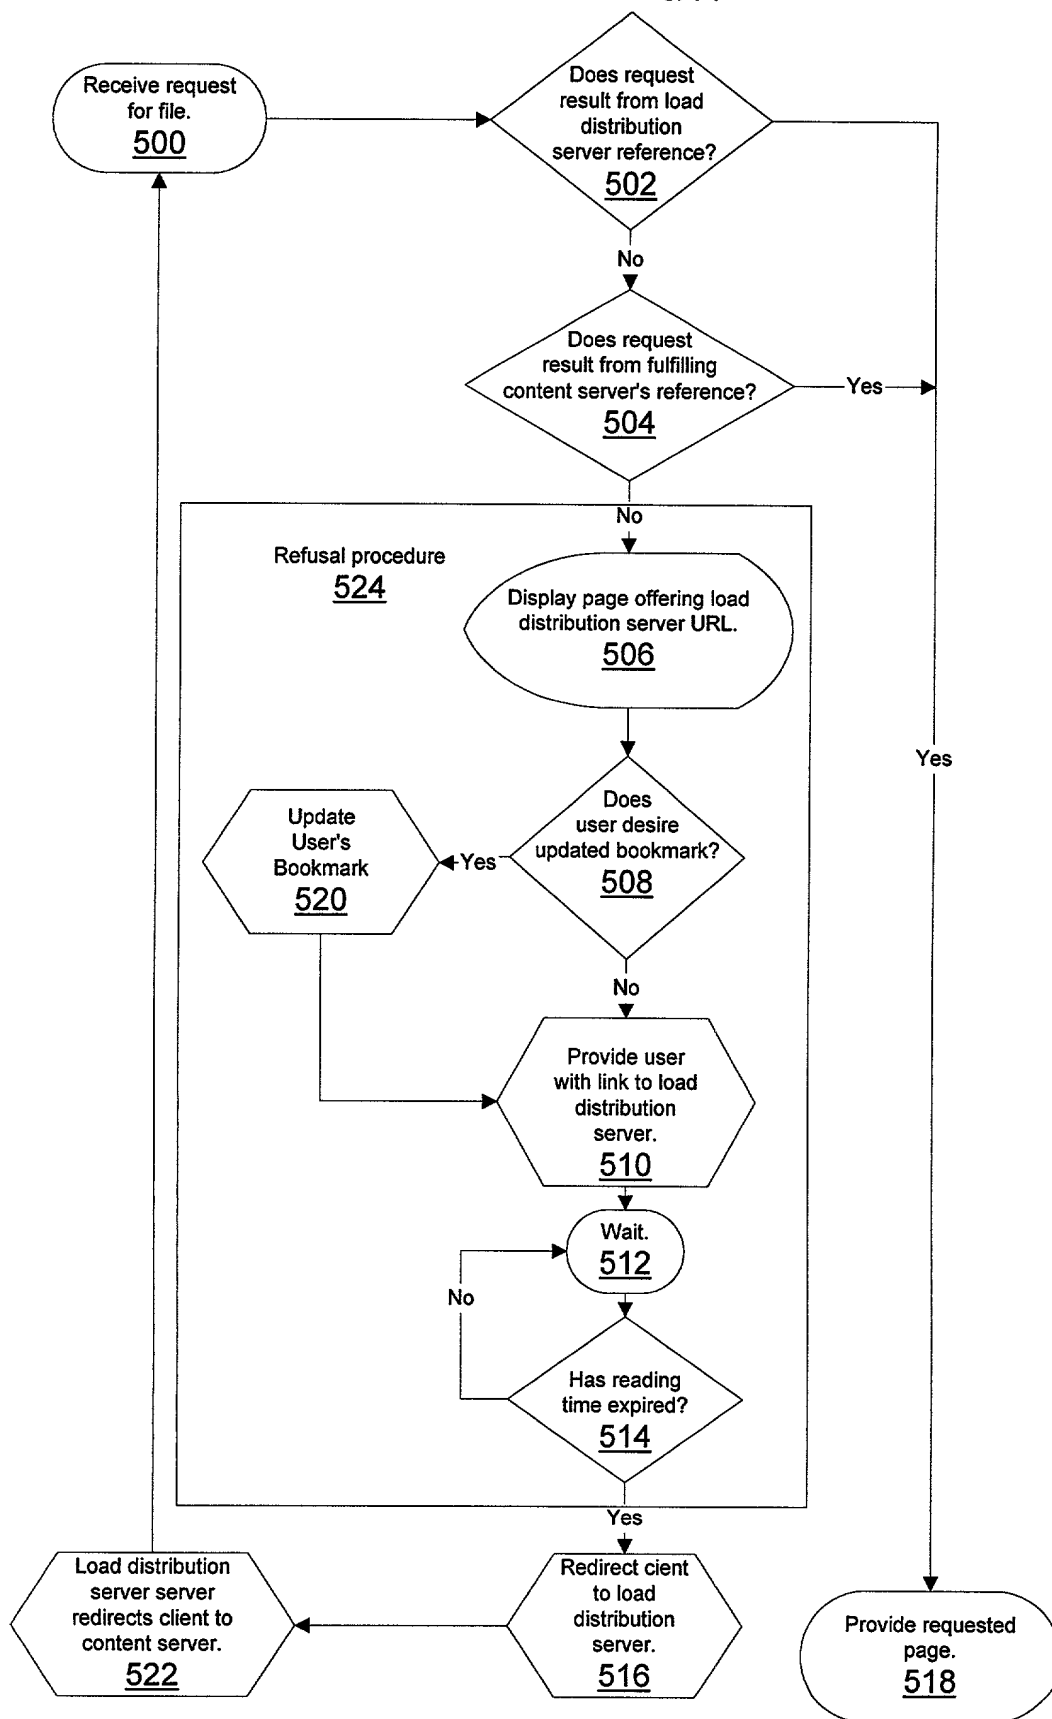 Receive request
for file.
500
Does request
result from load
distribution
server reference?
502
No
Does request
result from fulfilling
content server's reference?
504
Yes
No
Refusal procedure
524
Display page offering load
distribution server URL.
506
Yes
Does
user desire
updated bookmark?
508
Yes
Update
User's
Bookmark
520
No
Provide user
with link to load
distribution
server.
510
Wait.
512
No
Has reading
time expired?
514
Yes
Load distribution
server server
redirects client to
content server.
522
Redirect cient
to load
distribution
server.
516
Provide requested
page.
518